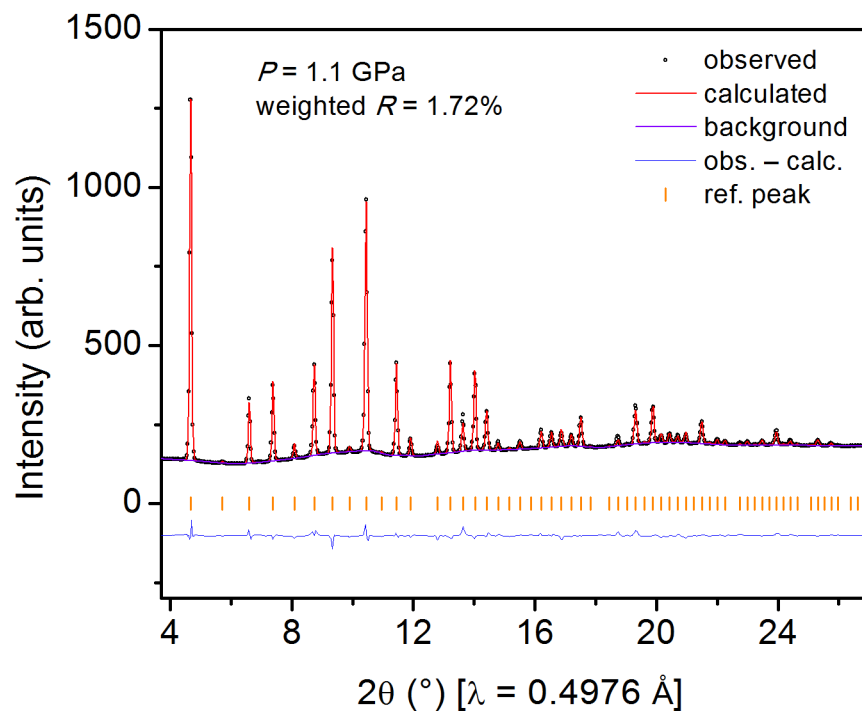 1500
1000
500
0
Intensity (arb. units)
P = 1.1 GPa
weighted R = 1.72%
observed
calculated
background
obs. – calc.
ref. peak
4 8 12 16 20 24
2θ (°) [λ = 0.4976 Å]